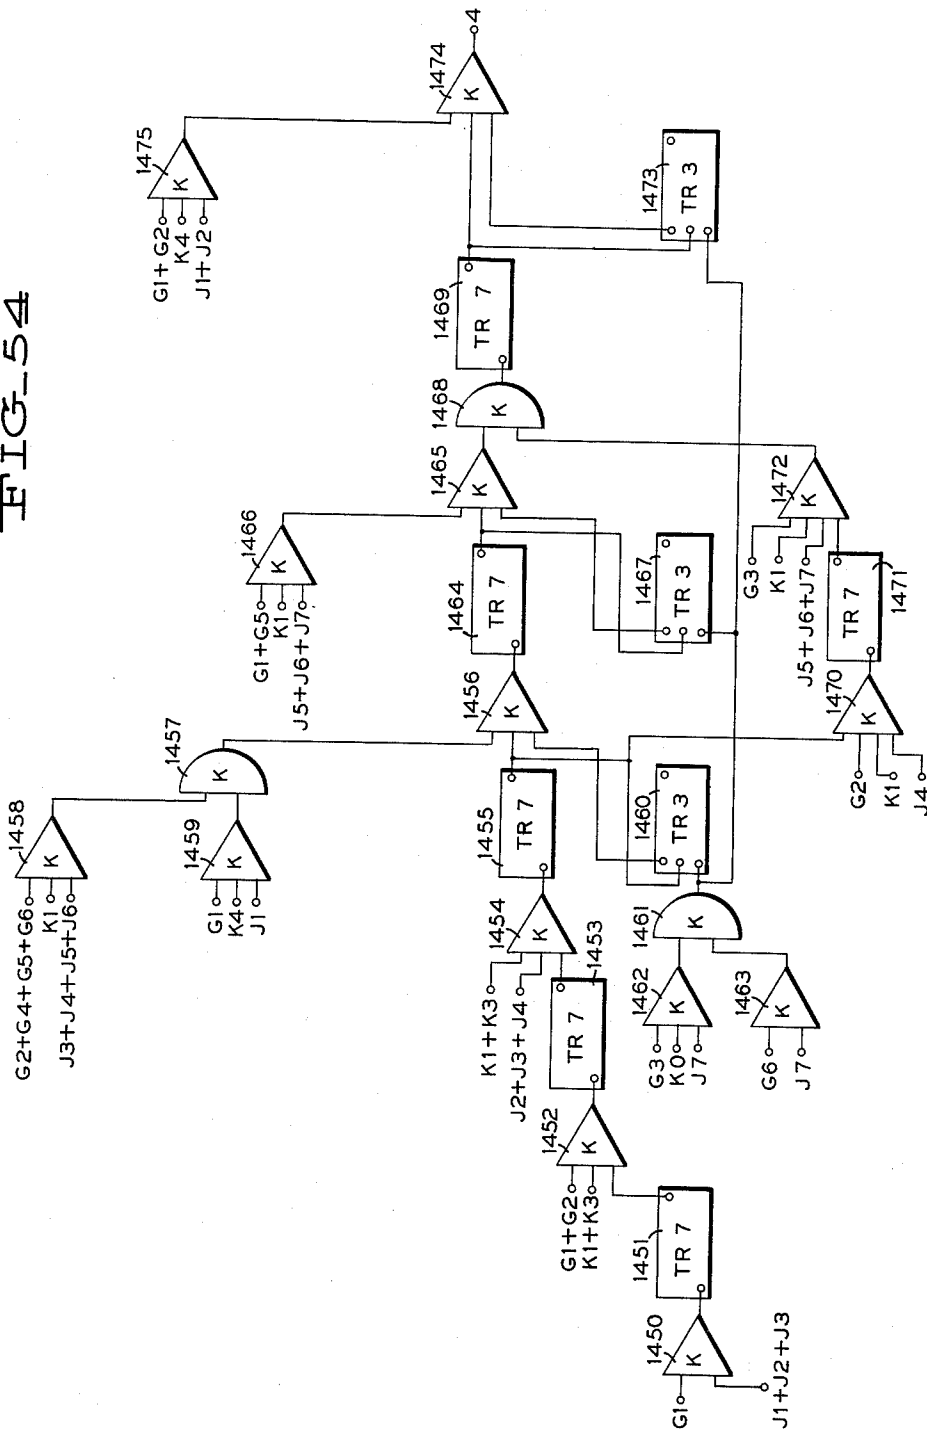 FIG_54
4
1474
K
1475
K
G1+G2
K4
J1+J2
1473
TR 3
1469
TR 7
1468
K
1465
K
1466
K
G1+G5
K1
J5+J6+J7
1472
K
G3
K1
J5+J6+J7
1467
TR 3
1464
TR 7
1471
TR 7
1470
K
G2
K1
J4
1456
K
1457
K
1458
K
G2+G4+G5+G6
K1
J3+J4+J5+J6
1459
K
G1
K4
J1
1455
TR 7
1460
TR 3
1454
K
K1+K3
J2+J3+J4
1461
K
1453
TR 7
1462
K
G3
K0
J7
1463
K
G6
J7
1452
K
G1+G2
K1+K3
1451
TR 7
1450
K
G1
J1+J2+J3